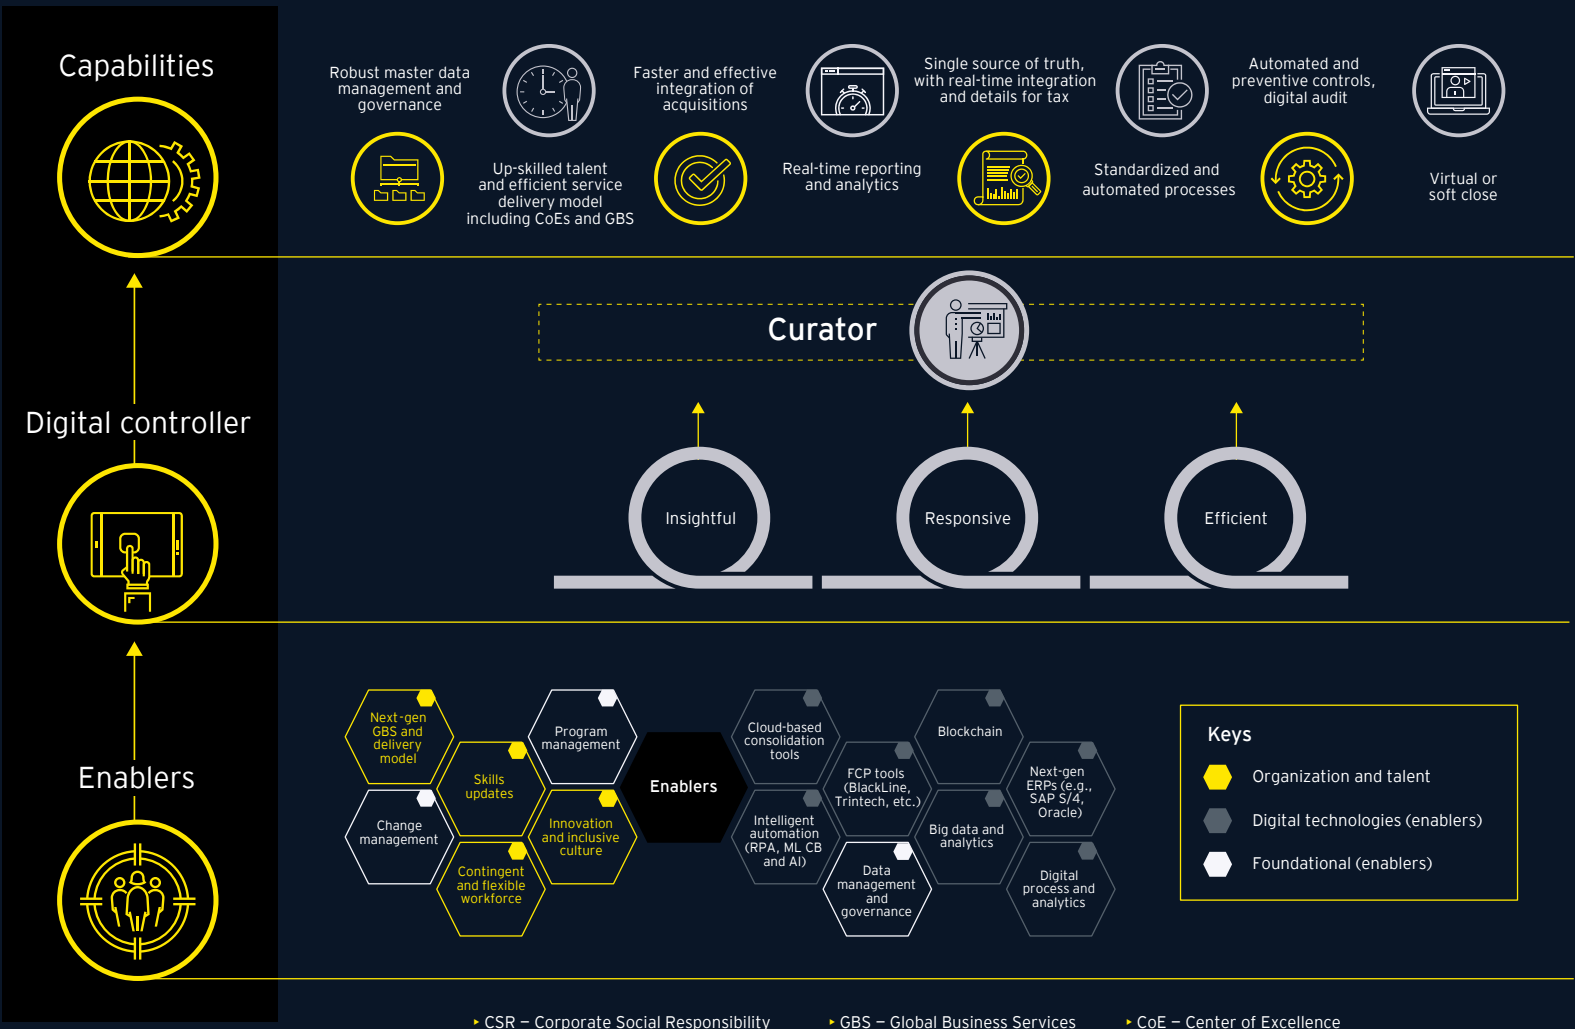 Capabilities
Robust master data
management and
governance
Up-skilled talent
and efficient service
delivery model
including CoEs and GBS
Faster and effective
integration of
acquisitions
Real-time reporting
and analytics
Single source of truth,
with real-time integration
and details for tax
Standardized and
automated processes
Automated and
preventive controls,
digital audit
Virtual or
soft close
Digital controller
Curator
Insightful
Responsive
Efficient
Enablers
Next-gen
GBS and
delivery
model
Skills
updates
Program
management
Change
management
Innovation
and inclusive
culture
Contingent
and flexible
workforce
Enablers
Cloud-based
consolidation
tools
FCP tools
(BlackLine,
Trintech, etc.)
Blockchain
Next-gen
ERPs (e.g.,
SAP S/4,
Oracle)
Intelligent
automation
(RPA, ML CB
and AI)
Big data and
analytics
Data
management
and
governance
Digital
process and
analytics
Keys
Organization and talent
Digital technologies (enablers)
Foundational (enablers)
‣ CSR – Corporate Social Responsibility
‣ GBS – Global Business Services
‣ CoE – Center of Excellence